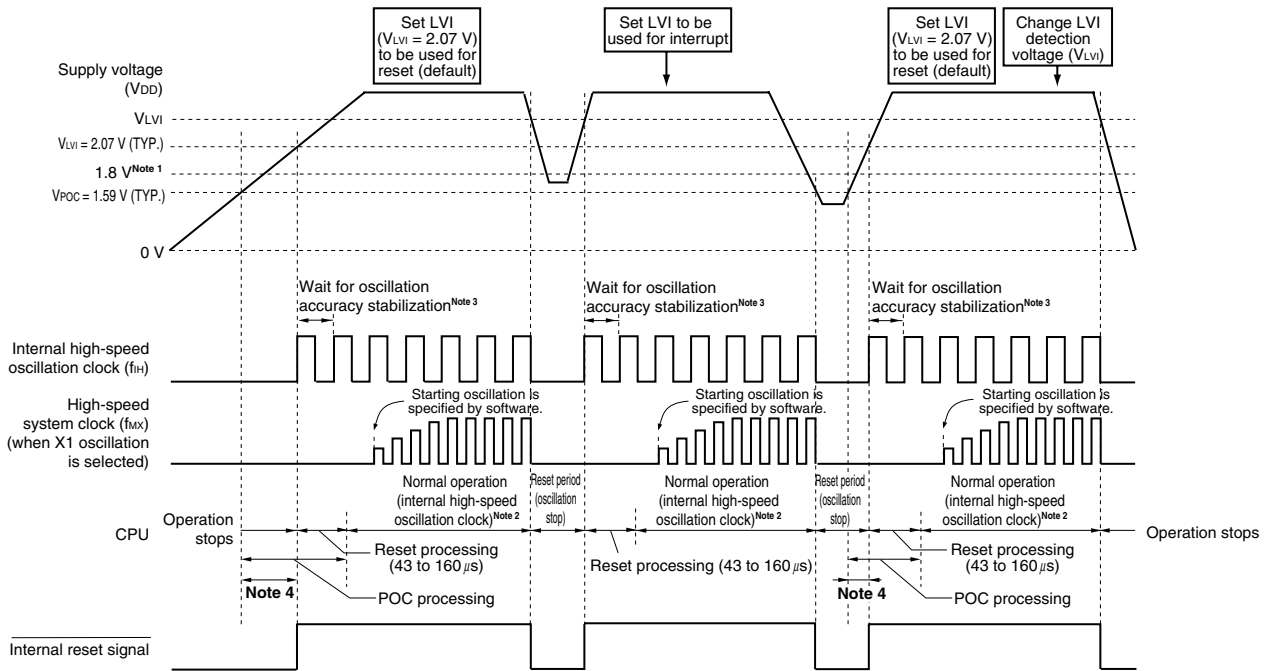 Set LVI
(VLVI = 2.07 V)
to be used for
reset (default)
Set LVI to be
used for interrupt
Set LVI
(VLVI = 2.07 V)
to be used for
reset (default)
Change LVI
detection
voltage (VLVI)
Supply voltage
(VDD)
VLVI
VLVI = 2.07 V (TYP.)
1.8 V Note 1
VPOC = 1.59 V (TYP.)
0 V
Wait for oscillation
accuracy stabilization Note 3
Wait for oscillation
accuracy stabilization Note 3
Wait for oscillation
accuracy stabilization Note 3
Internal high-speed
oscillation clock (fIH)
High-speed
system clock (fMX)
(when X1 oscillation
is selected)
Starting oscillation is
specified by software.
Starting oscillation is
specified by software.
Starting oscillation is
specified by software.
CPU
Operation
stops
Normal operation
(internal high-speed
oscillation clock) Note 2
Reset period
(oscillation
stop)
Normal operation
(internal high-speed
oscillation clock) Note 2
Reset period
(oscillation
stop)
Normal operation
(internal high-speed
oscillation clock) Note 2
Operation stops
Reset processing
(43 to 160 μs)
Reset processing (43 to 160 μs)
Reset processing
(43 to 160 μs)
Note 4
POC processing
Note 4
POC processing
Internal reset signal